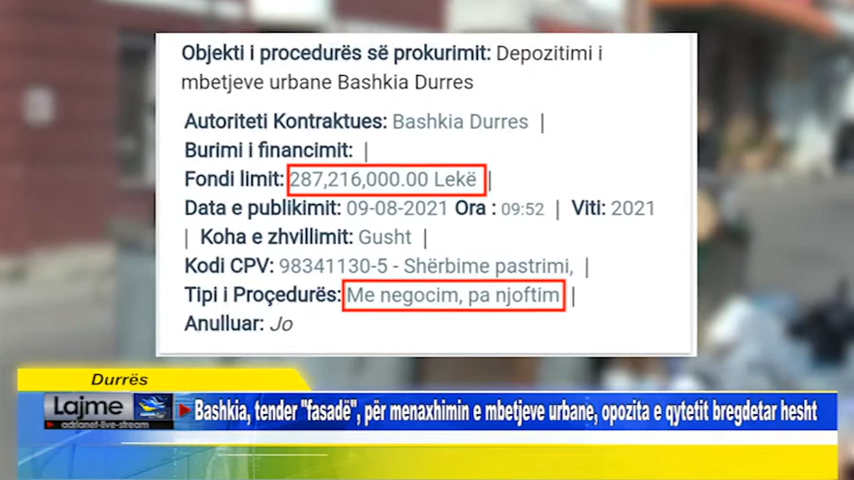 Objekti i procedurës së prokurimit: Depozitimi i
mbetjeve urbane Bashkia Durres
Autoriteti Kontraktues: Bashkia Durres |
Burimi i financimit: |
Fondi limit: 287,216,000.00 Lekë |
Data e publikimit: 09-08-2021 Ora : 09:52 | Viti: 2021
| Koha e zhvillimit: Gusht |
Kodi CPV: 98341130-5 - Shërbime pastrimi, |
Tipi i Proçedurës: Me negocim, pa njoftim |
Anulluar: Jo
Durrës
Lajme
adrianet-live-stream
Bashkia, tender "fasadë", për menaxhimin e mbetjeve urbane, opozita e qytetit bregdetar hesht